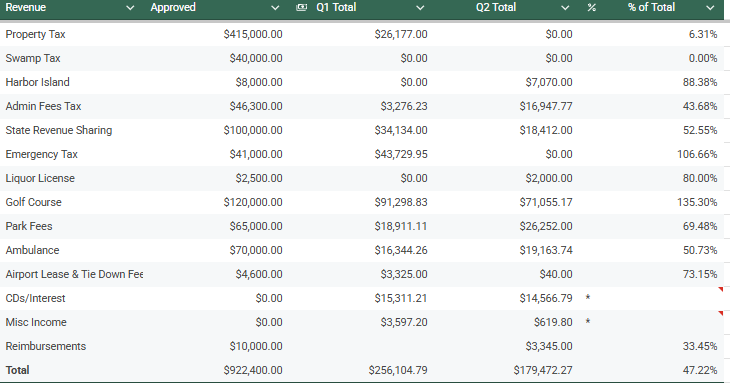 Revenue Approved Q1 Total Q2 Total % % of Total
Property Tax $415,000.00 $26,177.00 $0.00 6.31%
Swamp Tax $40,000.00 $0.00 $0.00 0.00%
Harbor Island $8,000.00 $0.00 $7,070.00 88.38%
Admin Fees Tax $46,300.00 $3,276.23 $16,947.77 43.68%
State Revenue Sharing $100,000.00 $34,134.00 $18,412.00 52.55%
Emergency Tax $41,000.00 $43,729.95 $0.00 106.66%
Liquor License $2,500.00 $0.00 $2,000.00 80.00%
Golf Course $120,000.00 $91,298.83 $71,055.17 135.30%
Park Fees $65,000.00 $18,911.11 $26,252.00 69.48%
Ambulance $70,000.00 $16,344.26 $19,163.74 50.73%
Airport Lease & Tie Down Fee $4,600.00 $3,325.00 $40.00 73.15%
CDs/Interest $0.00 $15,311.21 $14,566.79 *
Misc Income $0.00 $3,597.20 $619.80 *
Reimbursements $10,000.00 $3,345.00 33.45%
Total $922,400.00 $256,104.79 $179,472.27 47.22%